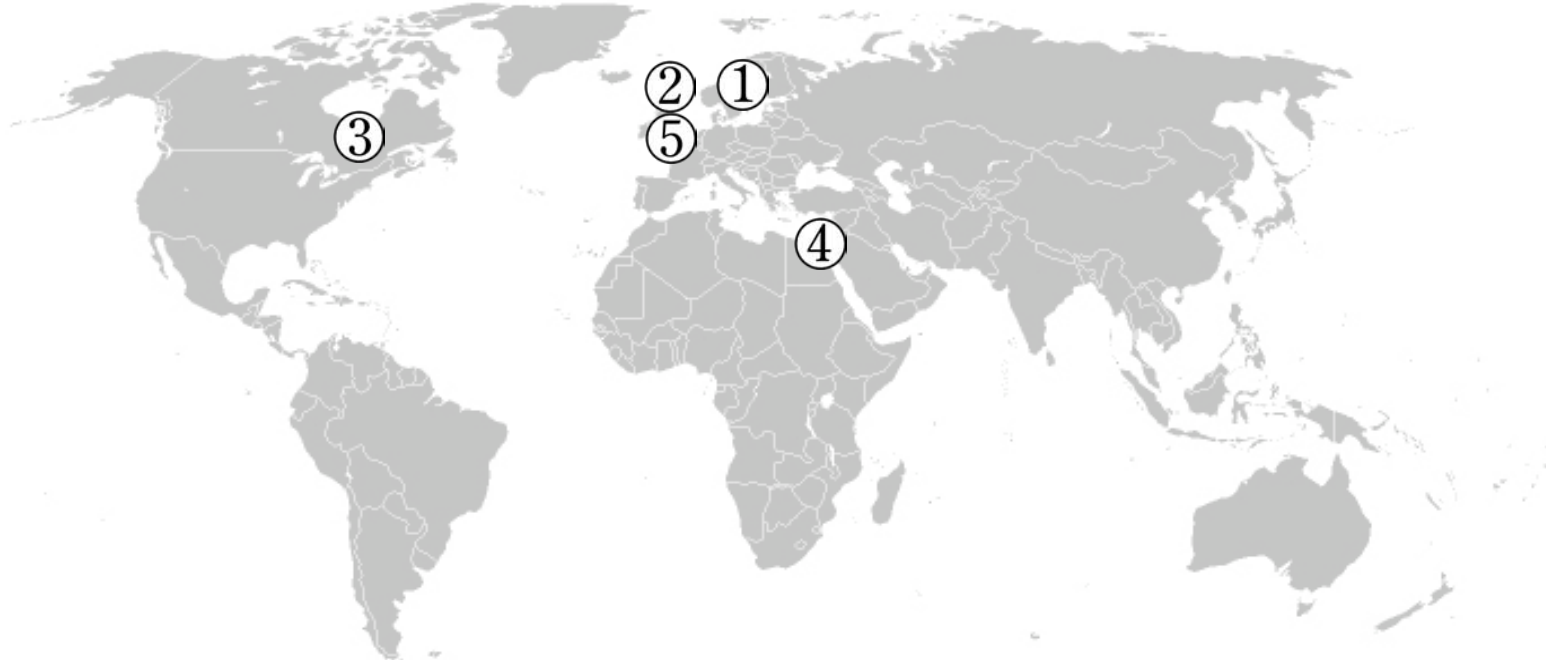 ② ①
③ ⑤
④